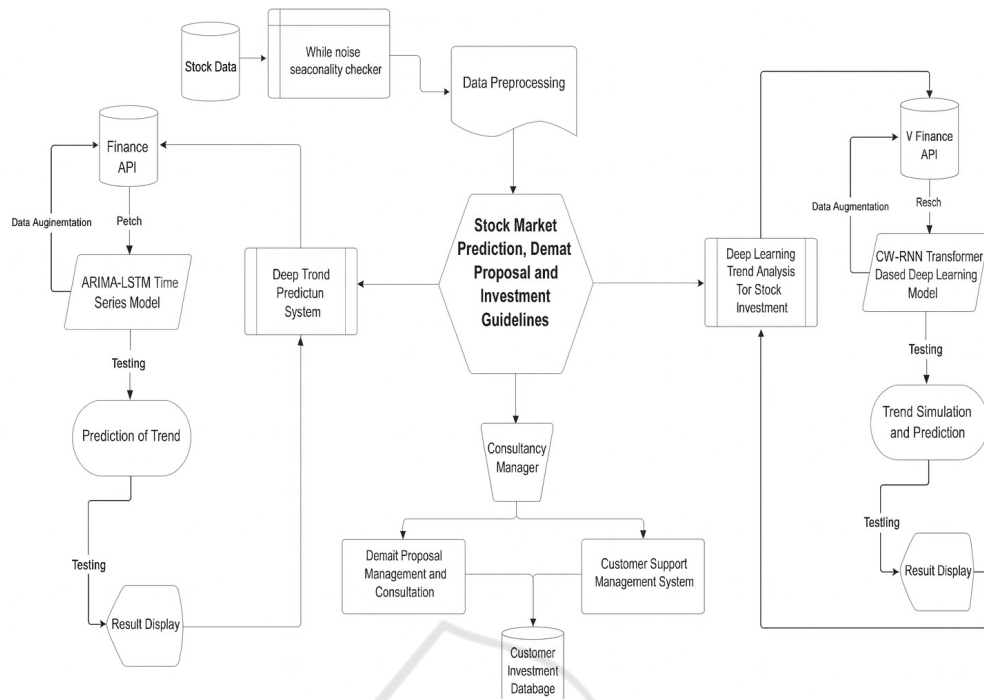 Stock Data
While noise
seaconality checker
Data Preprocessing
Finance
API
Data Auginemtation
Petch
ARIMA-LSTM Time
Series Model
Testing
Prediction of Trend
Testing
Result Display
Deep Trond
Predictun
System
Stock Market
Prediction, Demat
Proposal and
Investment
Guidelines
Consultancy
Manager
Demait Proposal
Management and
Consultation
Customer Support
Management System
Customer
Investment
Databage
Deep Learning
Trend Analysis
Tor Stock
Investment
V Finance
API
Data Augmentation
Resch
CW-RNN Transformer
Dased Deep Learning
Model
Testing
Trend Simulation
and Prediction
Testling
Resuit Display